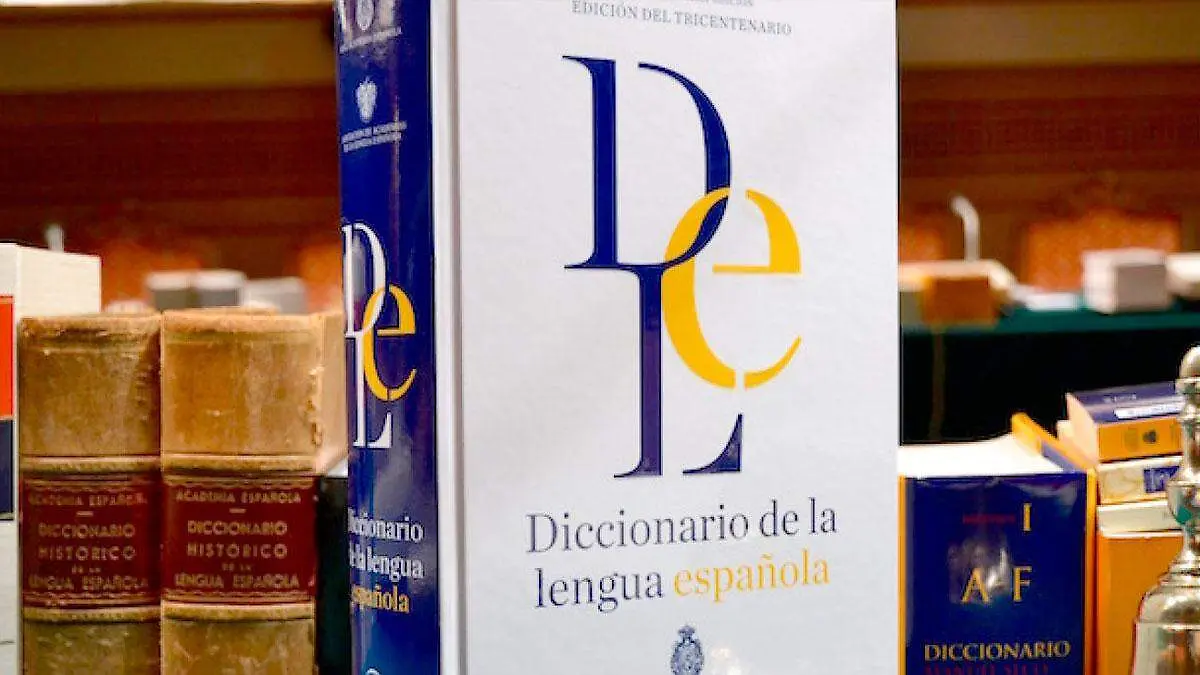 ACADEMIA ESPAÑOLA
DICCIONARIO
HISTÓRICO
DE LA
LENGUA ESPAÑOLA
ACADEMIA ESPAÑOLA
DICCIONARIO
HISTÓRICO
DE LA
LENGUA ESPAÑOLA
DLe
Diccionario
de la lengua
española
EDICIÓN DEL TRICENTENARIO
DLe
Diccionario de la
lengua española
I
A-F
DICCIONARIO